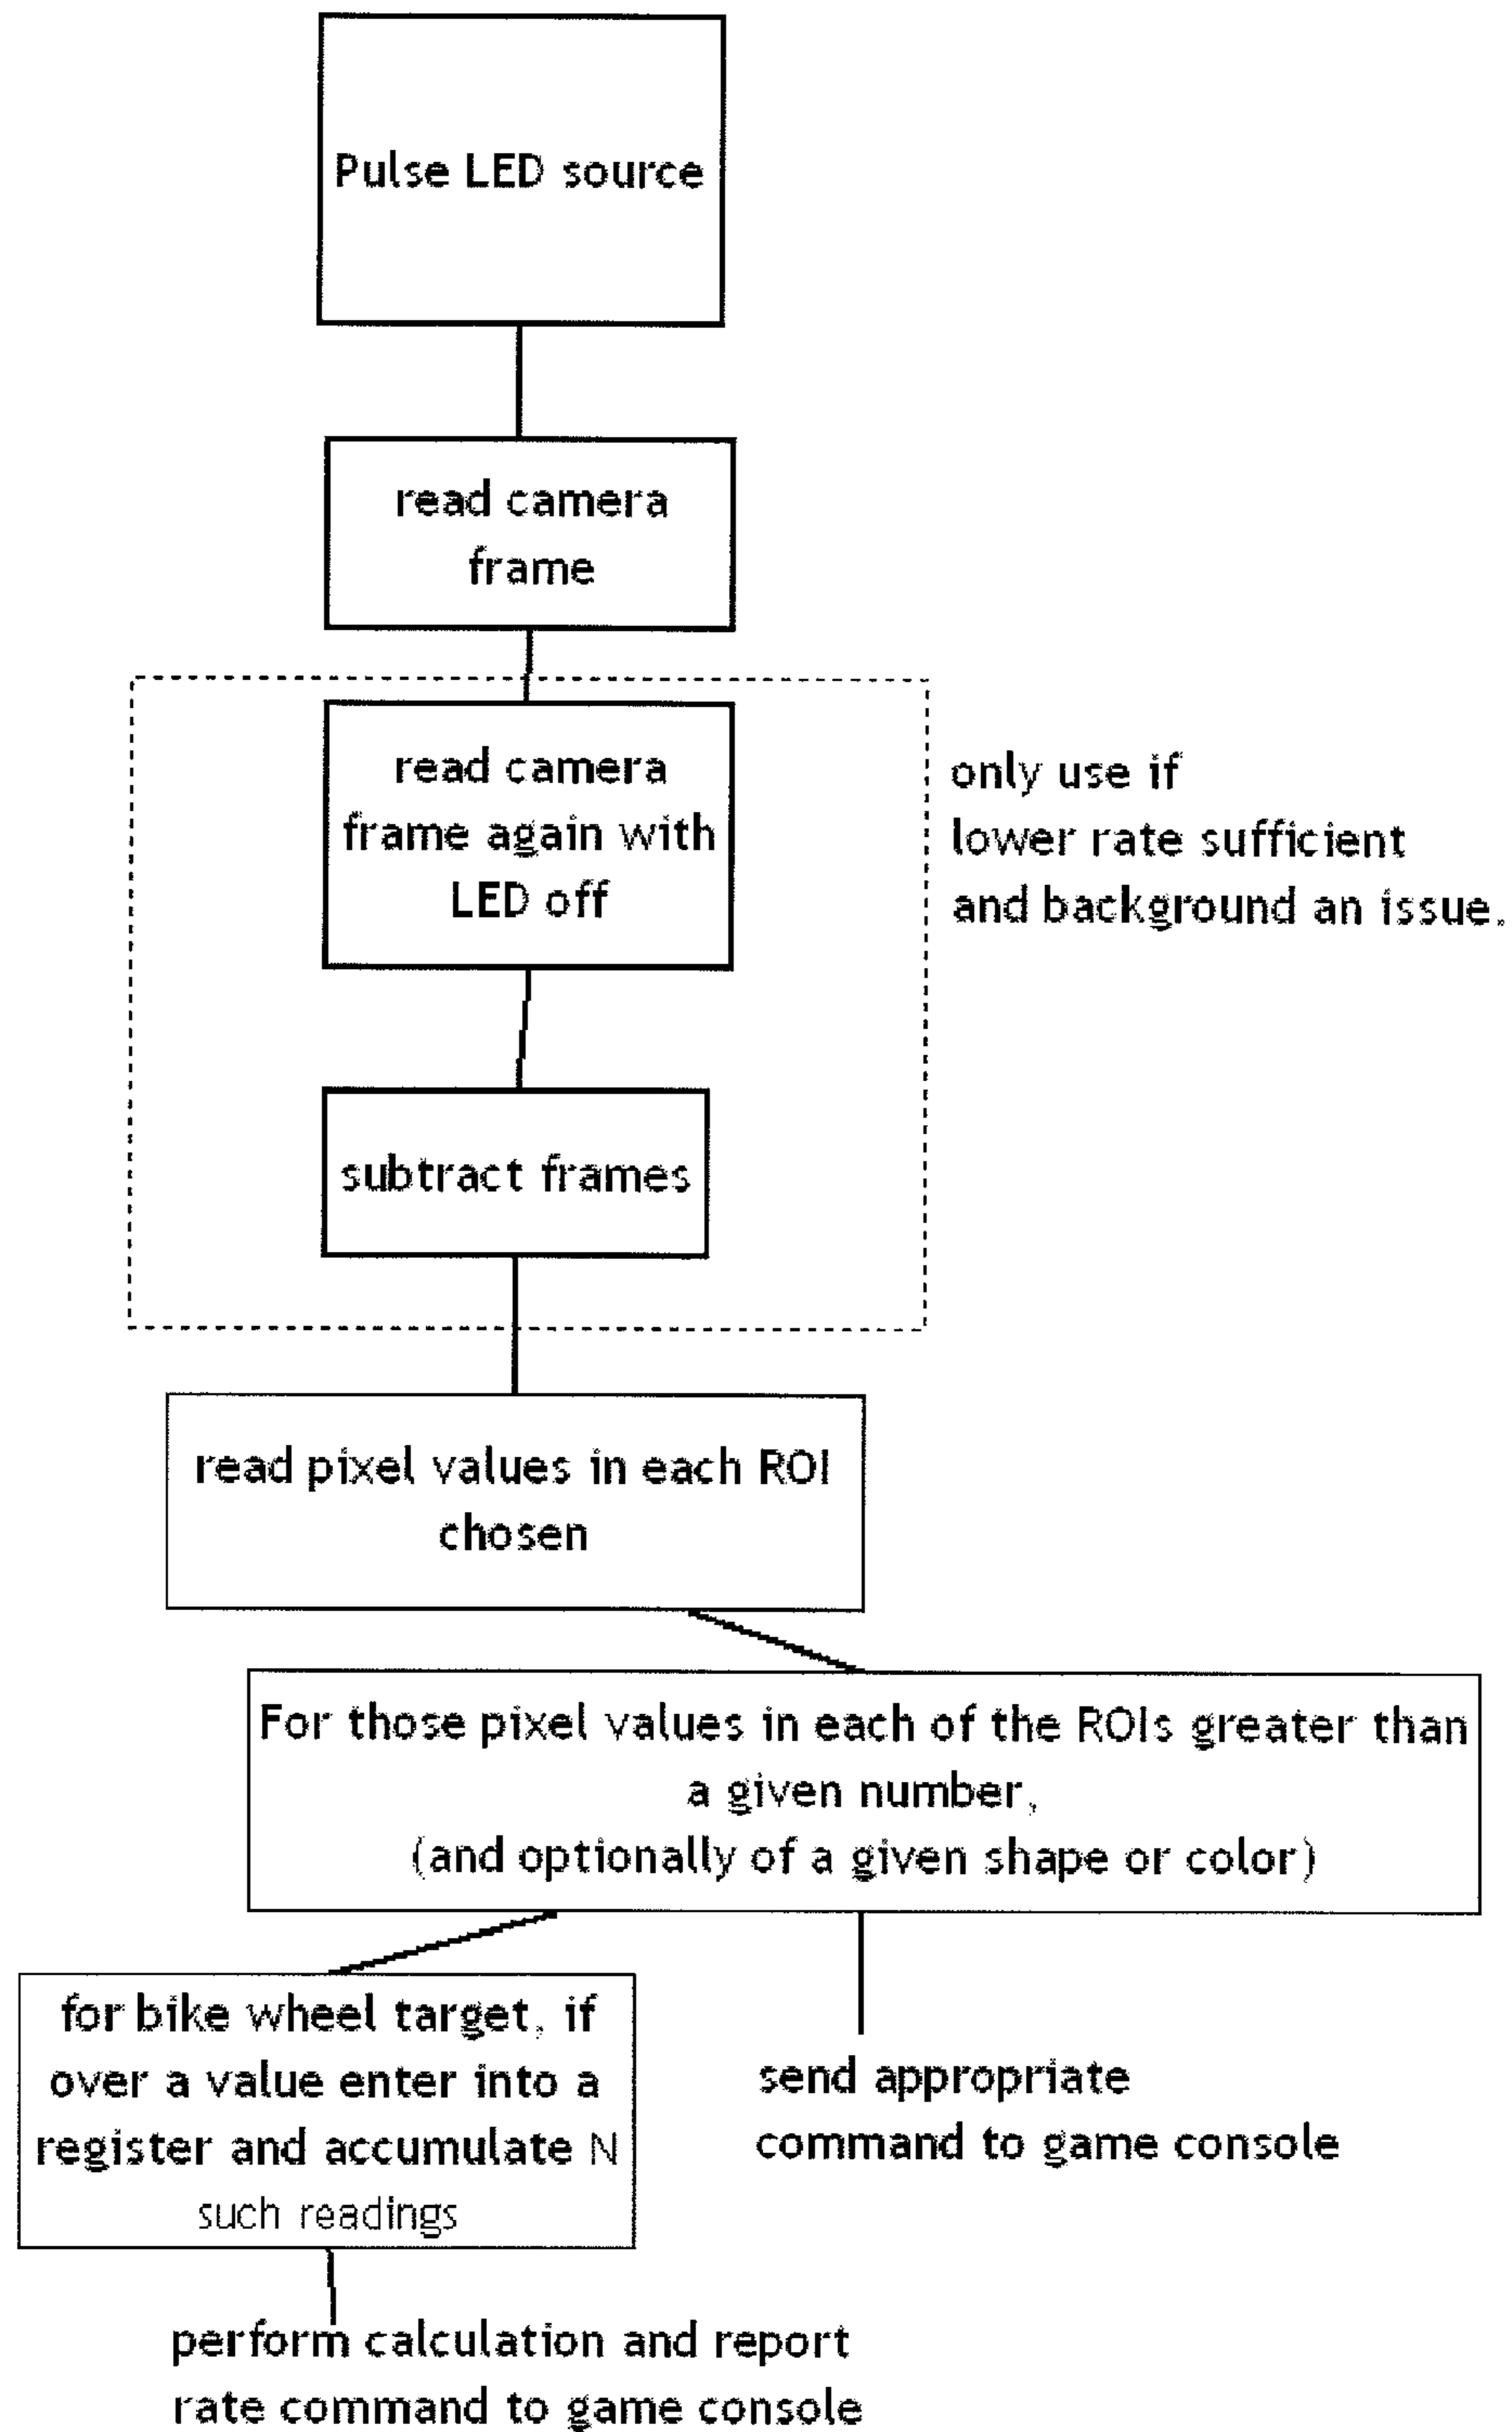 Pulse LED source
read camera
frame
read camera
frame again with
LED off
only use if
lower rate sufficient
and background an issue.
subtract frames
read pixel values in each ROI
chosen
For those pixel values in each of the ROIs greater than
a given number,
(and optionally of a given shape or color)
for bike wheel target, if
over a value enter into a
register and accumulate N
such readings
send appropriate
command to game console
perform calculation and report
rate command to game console